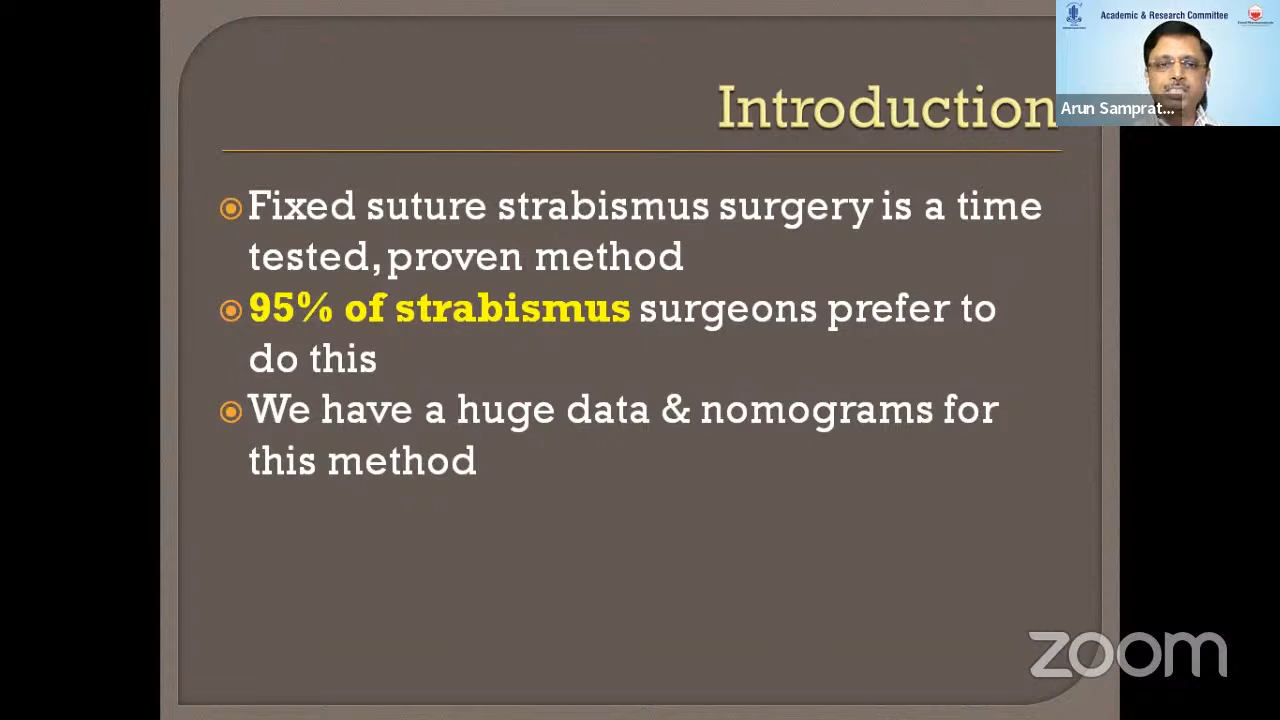 Academic & Research Committee
Arun Samprat...
Introduction
Fixed suture strabismus surgery is a time
tested, proven method
95% of strabismus surgeons prefer to
do this
We have a huge data & nomograms for
this method
zoom